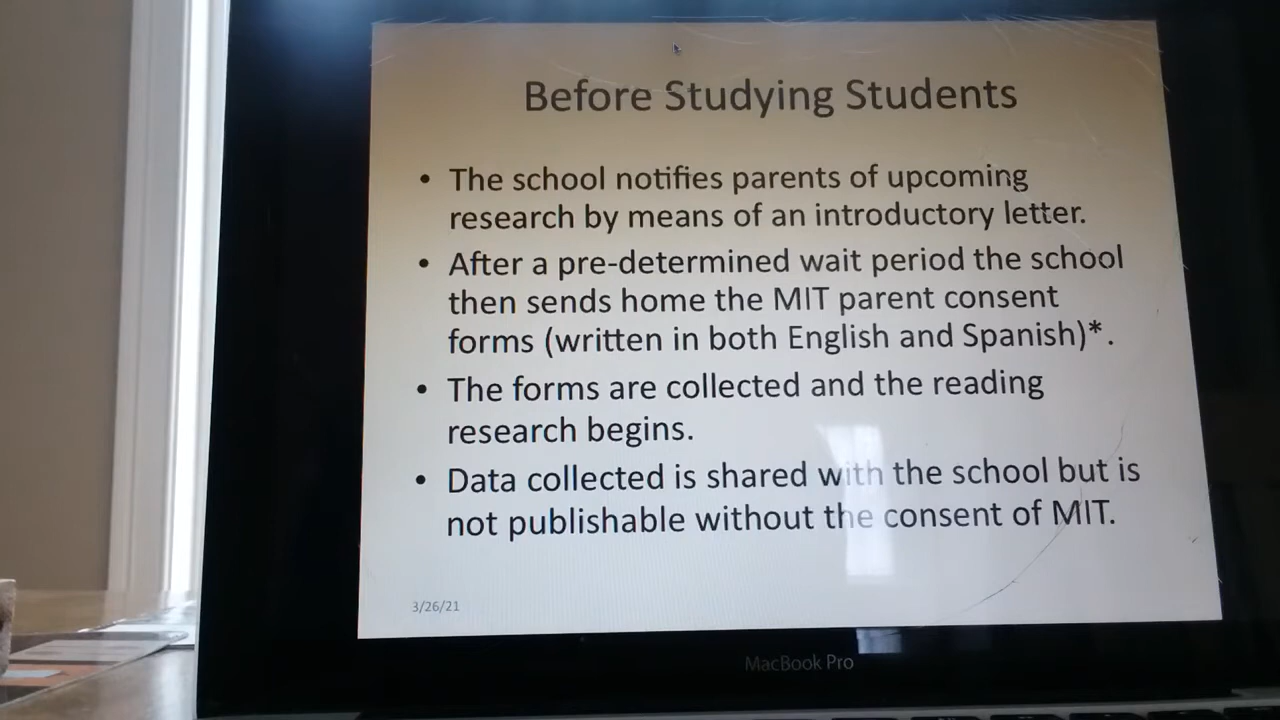 Before Studying Students
• The school notifies parents of upcoming
research by means of an introductory letter.
• After a pre-determined wait period the school
then sends home the MIT parent consent
forms (written in both English and Spanish)*.
• The forms are collected and the reading
research begins.
• Data collected is shared with the school but is
not publishable without the consent of MIT.
3/26/21
MacBook Pro